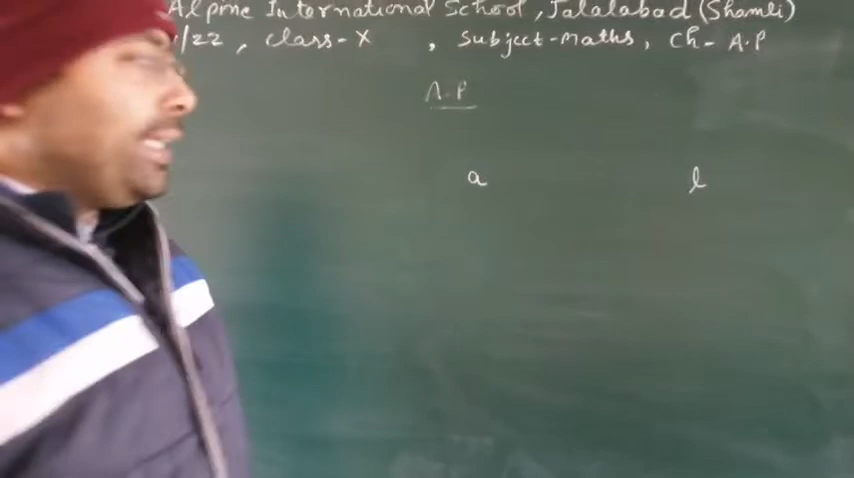 Alpine International School, Jalalabad (Shamli)
/22, Class-X , Subject-Maths, Ch- A.P
A.P
a l